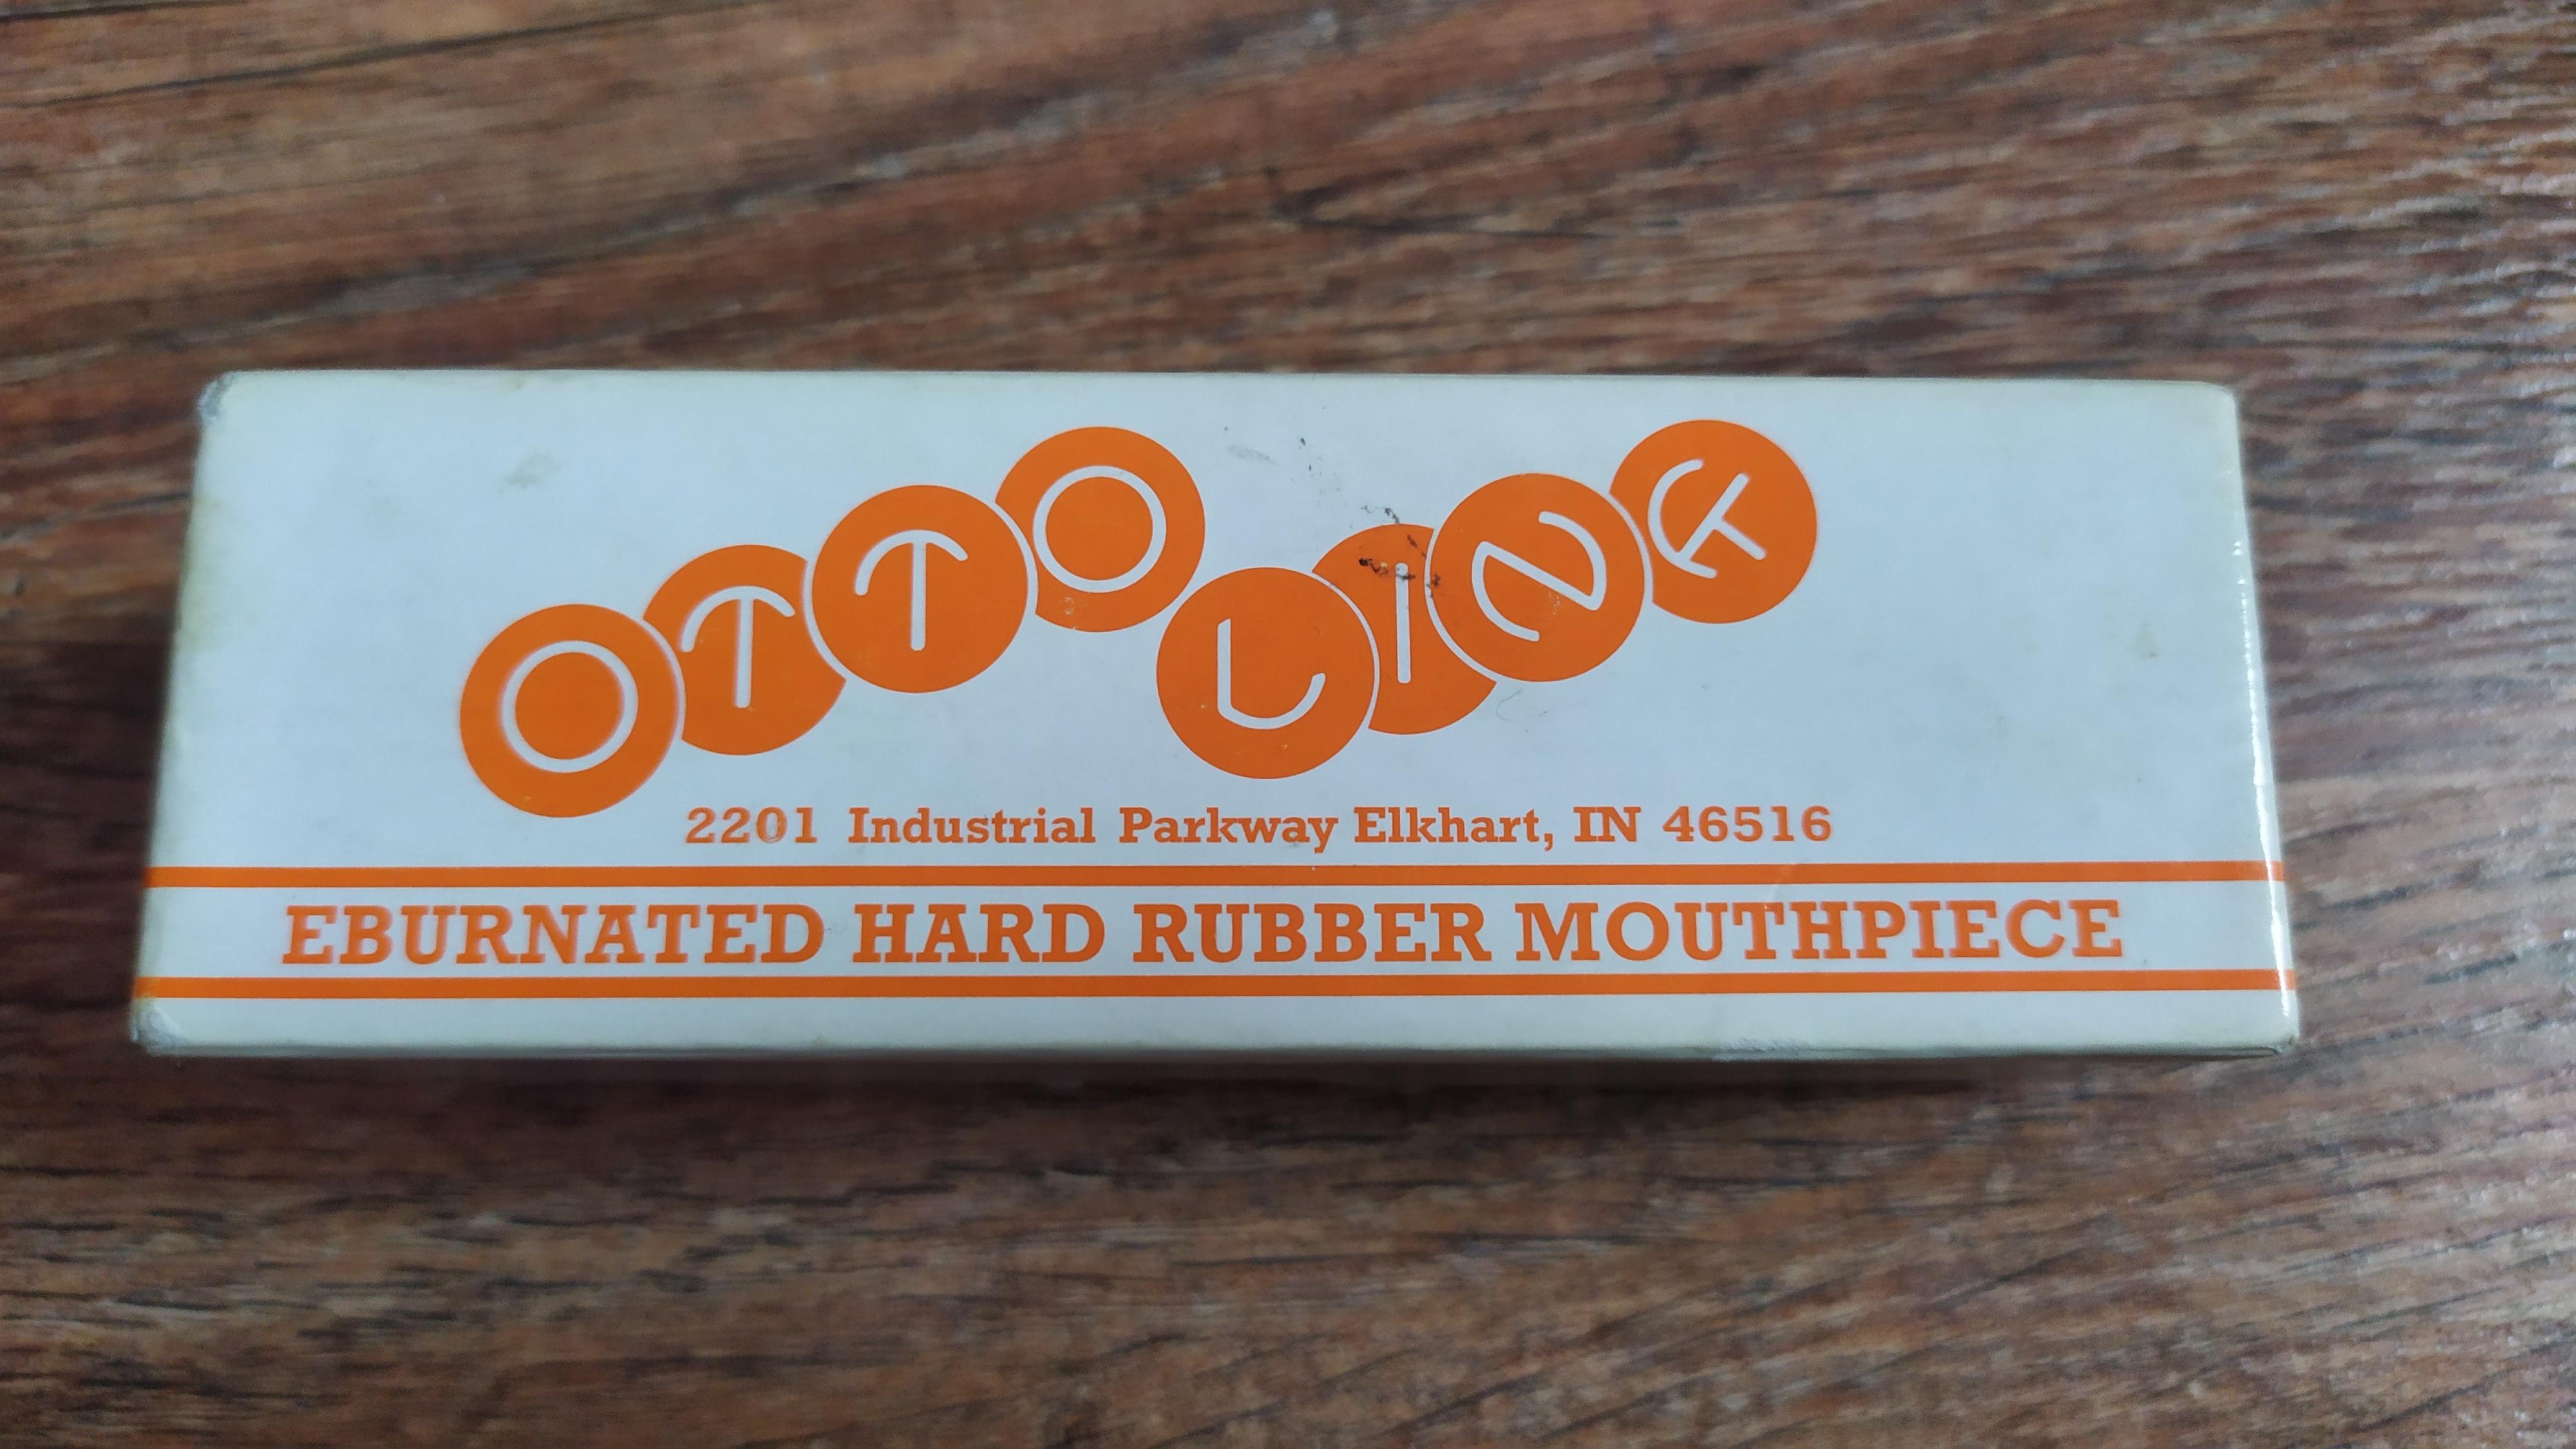 OTTO LINK
2201 Industrial Parkway Elkhart, IN 46516
EBURNATED HARD RUBBER MOUTHPIECE